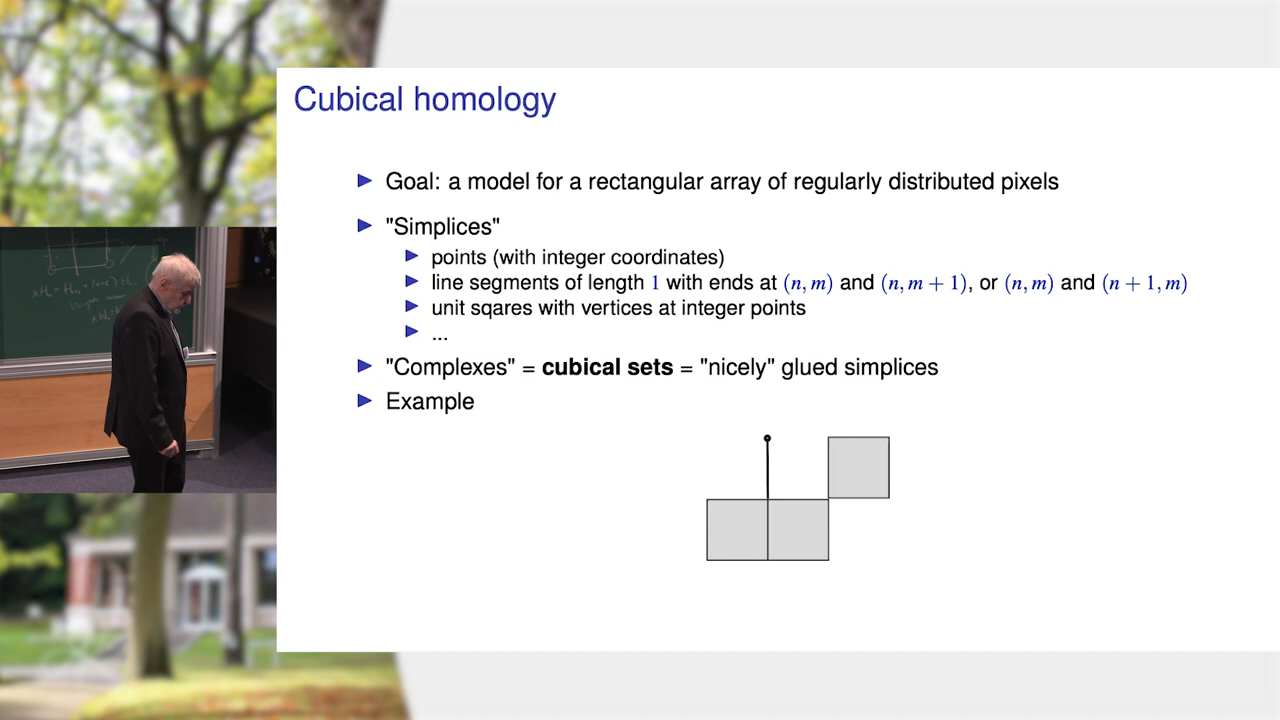 Cubical homology
Goal: a model for a rectangular array of regularly distributed pixels
"Simplices"
points (with integer coordinates)
line segments of length 1 with ends at (n, m) and (n, m + 1), or (n, m) and (n + 1, m)
unit sqares with vertices at integer points
...
"Complexes" = cubical sets = "nicely" glued simplices
Example